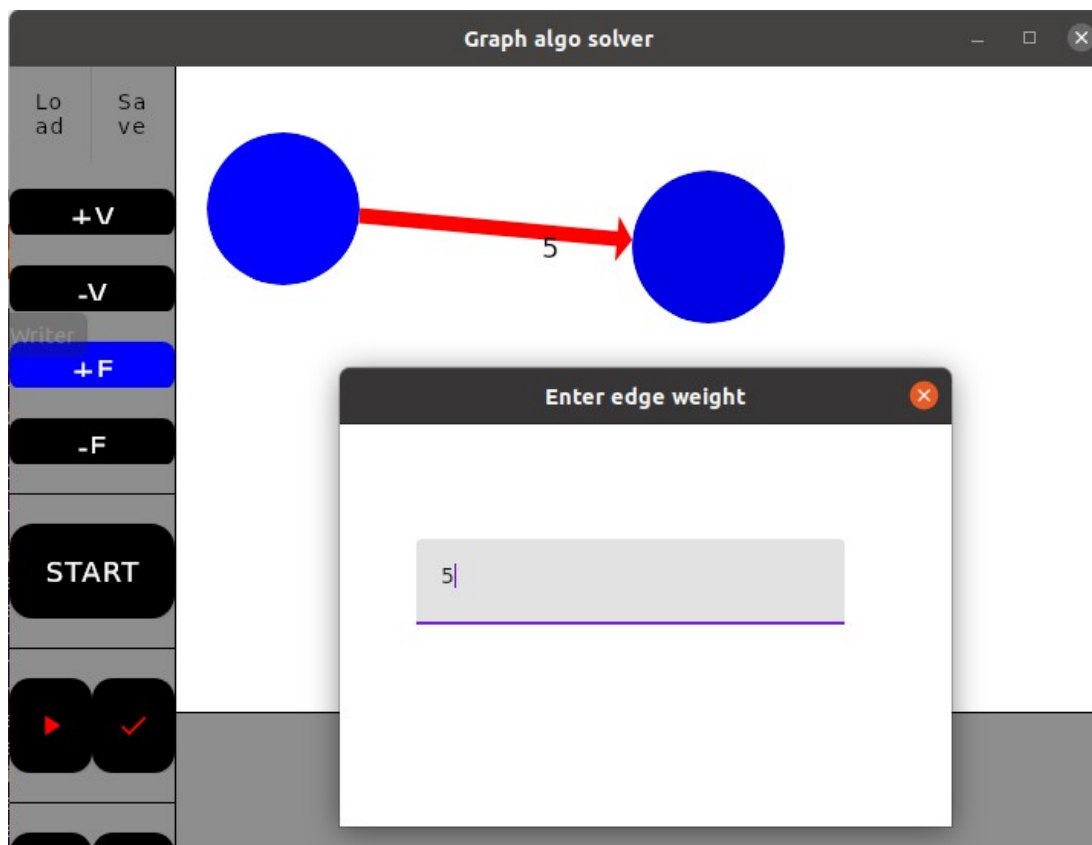 Graph algo solver
Lo
ad
Sa
ve
+V
-V
Writer
+F
-F
START
5
Enter edge weight
5